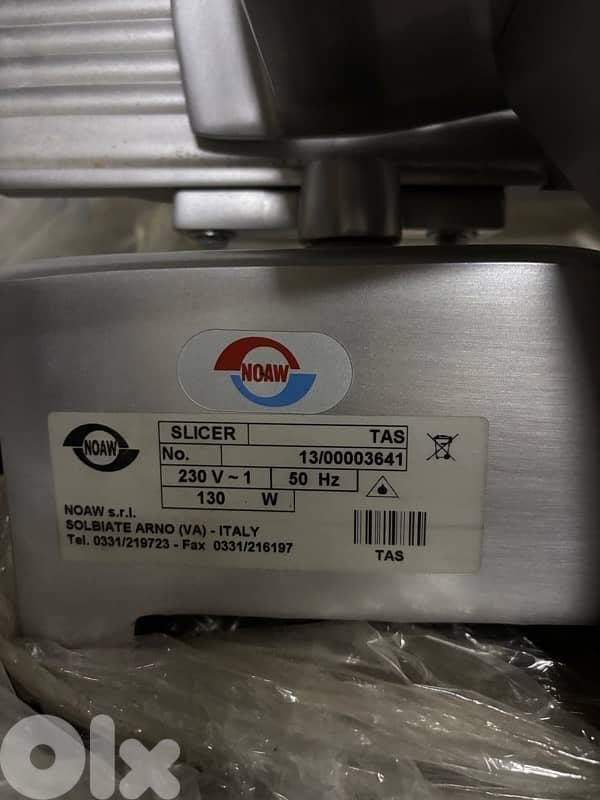 NOAW
NOAW
SLICER TAS
No. 13/00003641
230 V ~ 1 50 Hz
130 W
NOAW s.r.l.
SOLBIATE ARNO (VA) - ITALY
Tel. 0331/219723 - Fax 0331/216197
TAS
Olx